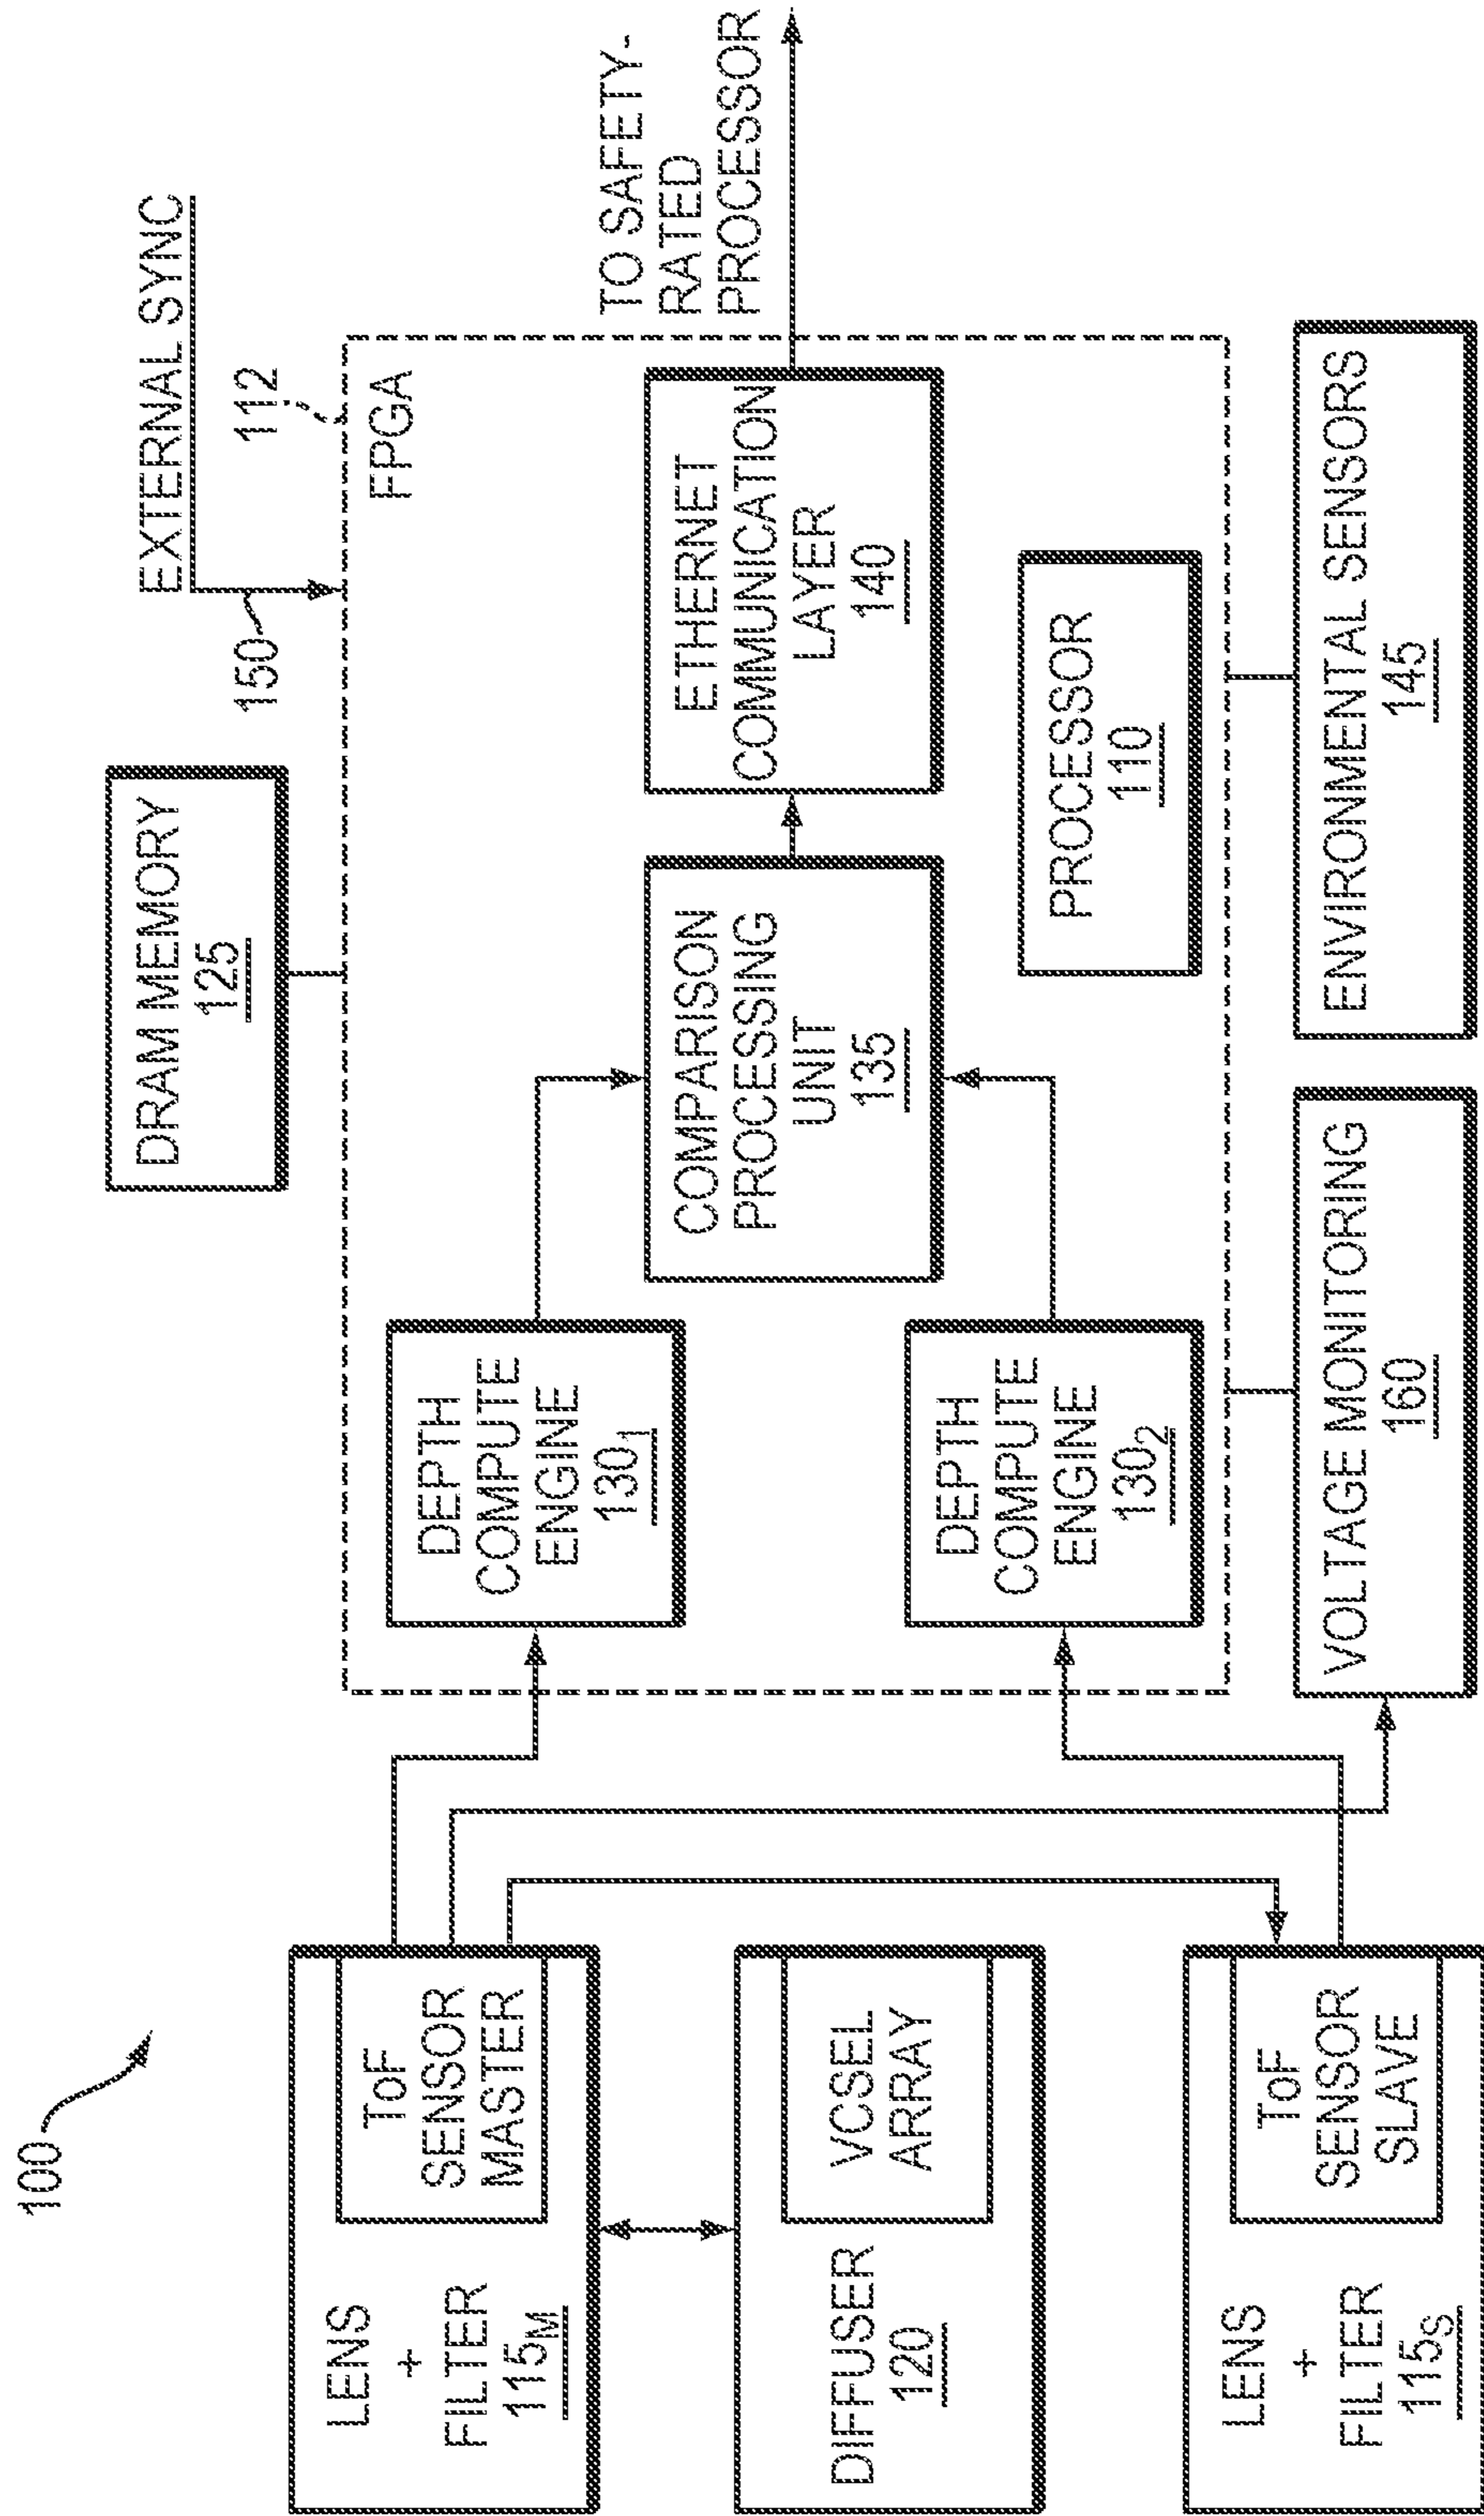 100
EXTERNAL SYNC
150
112
DRAM MEMORY
125
FPGA
TO SAFETY-
RATED
PROCESSOR
LENS
+
FILTER
115M
ToF
SENSOR
MASTER
DEPTH
COMPUTE
ENGINE
1301
COMPARISON
PROCESSING
UNIT
135
ETHERNET
COMMUNICATION
LAYER
140
DIFFUSER
120
VCSEL
ARRAY
DEPTH
COMPUTE
ENGINE
1302
PROCESSOR
110
LENS
+
FILTER
115S
ToF
SENSOR
SLAVE
VOLTAGE MONITORING
160
ENVIRONMENTAL SENSORS
145